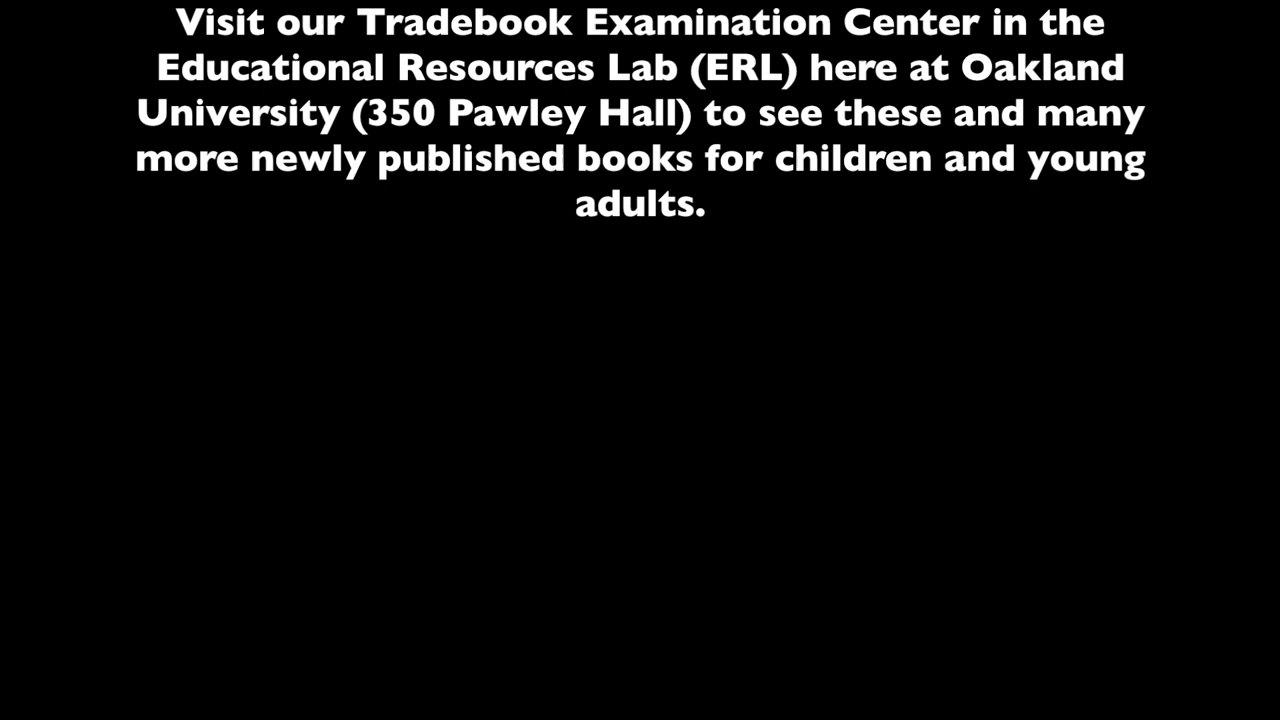 Visit our Tradebook Examination Center in the
Educational Resources Lab (ERL) here at Oakland
University (350 Pawley Hall) to see these and many
more newly published books for children and young
adults.